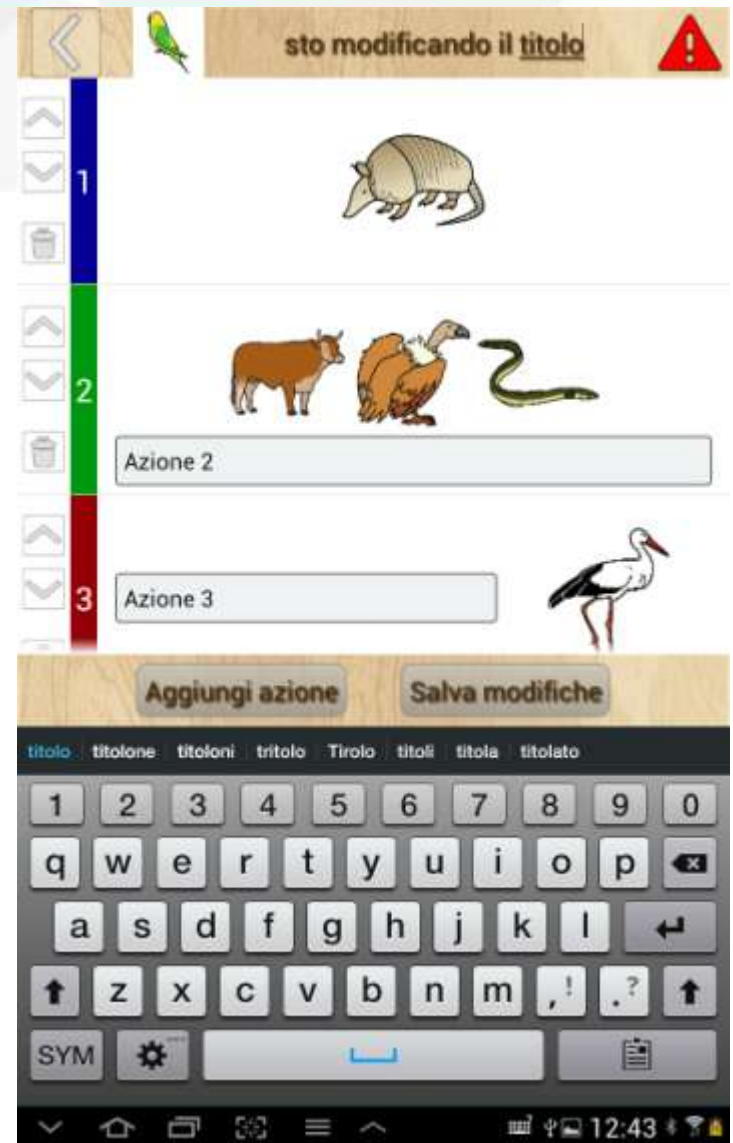 sto modificando il titolo
1
2
Azione 2
3
Azione 3
Aggiungi azione Salva modifiche
titolo titolone titoloni tritolo Tirolo titoli titola titolato
1 2 3 4 5 6 7 8 9 0
q w e r t y u i o p
a s d f g h j k l
z x c v b n m , ! . ?
SYM
12:43